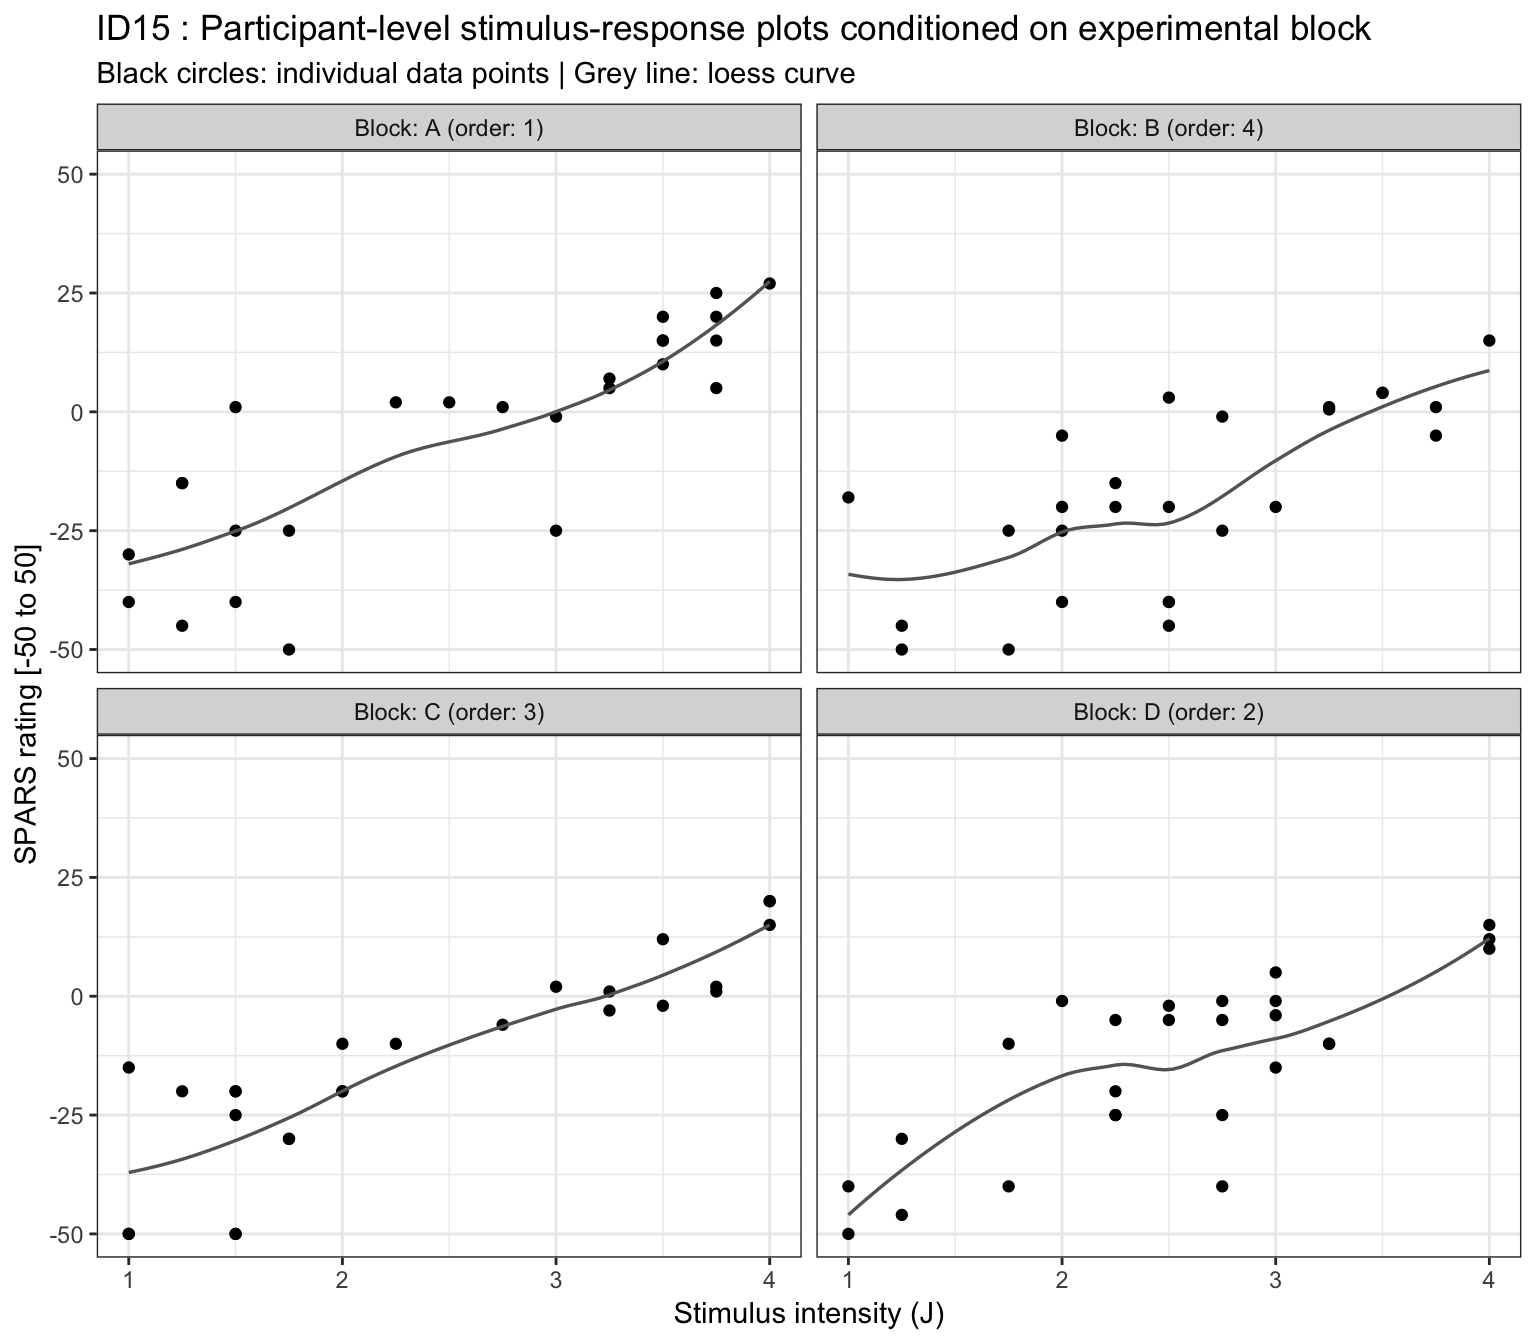 ID15 : Participant-level stimulus-response plots conditioned on experimental block
Black circles: individual data points | Grey line: loess curve
Block: A (order: 1)
Block: B (order: 4)
50
25
0
-25
-50
Block: C (order: 3)
Block: D (order: 2)
50
25
0
-25
-50
SPARS rating [-50 to 50]
1 2 3 4
1 2 3 4
Stimulus intensity (J)